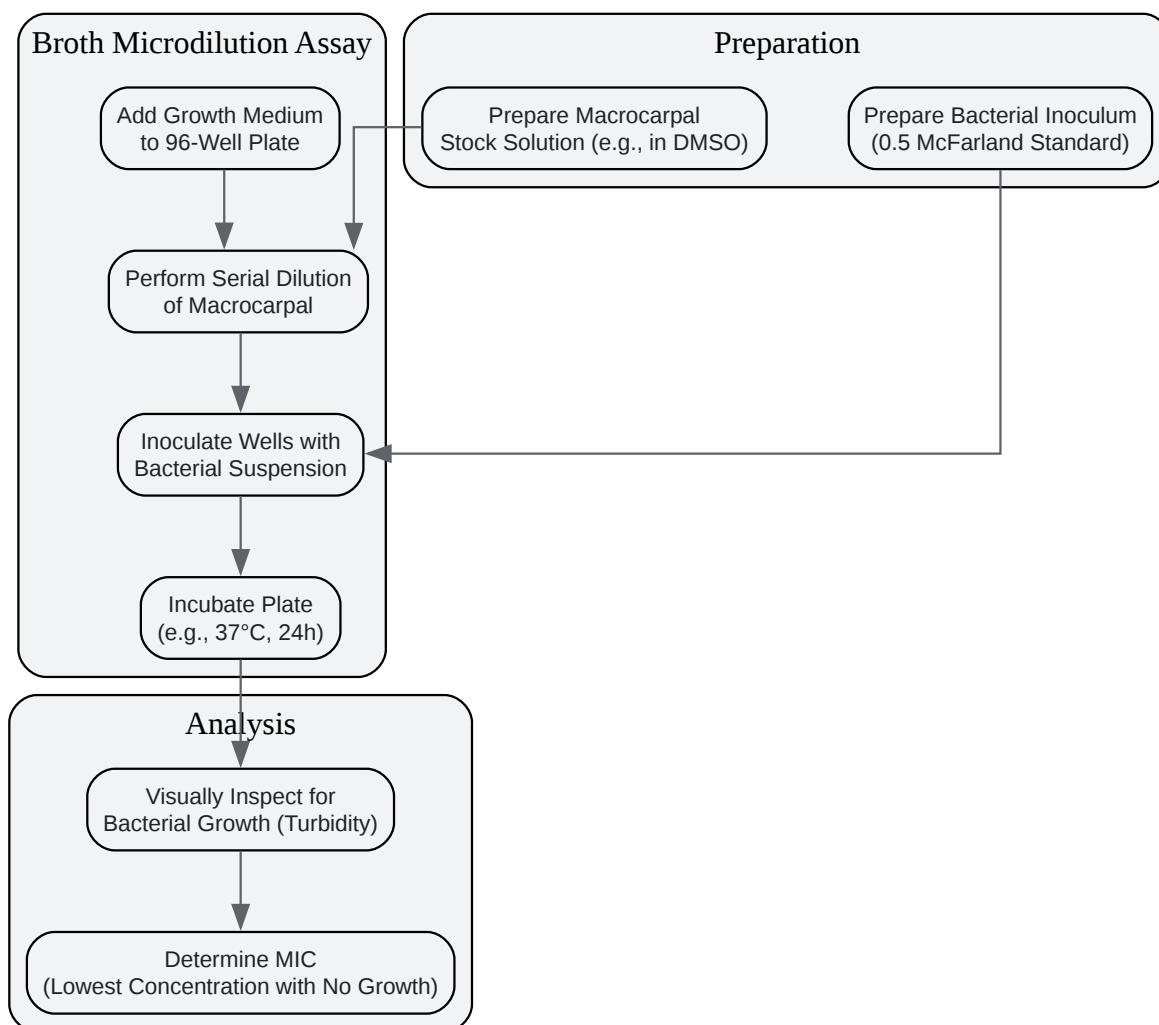 Broth Microdilution Assay
Preparation
Add Growth Medium
to 96-Well Plate
Prepare Macrocarpal
Stock Solution (e.g., in DMSO)
Prepare Bacterial Inoculum
(0.5 McFarland Standard)
Perform Serial Dilution
of Macrocarpal
Inoculate Wells with
Bacterial Suspension
Incubate Plate
(e.g., 37°C, 24h)
Analysis
Visually Inspect for
Bacterial Growth (Turbidity)
Determine MIC
(Lowest Concentration with No Growth)